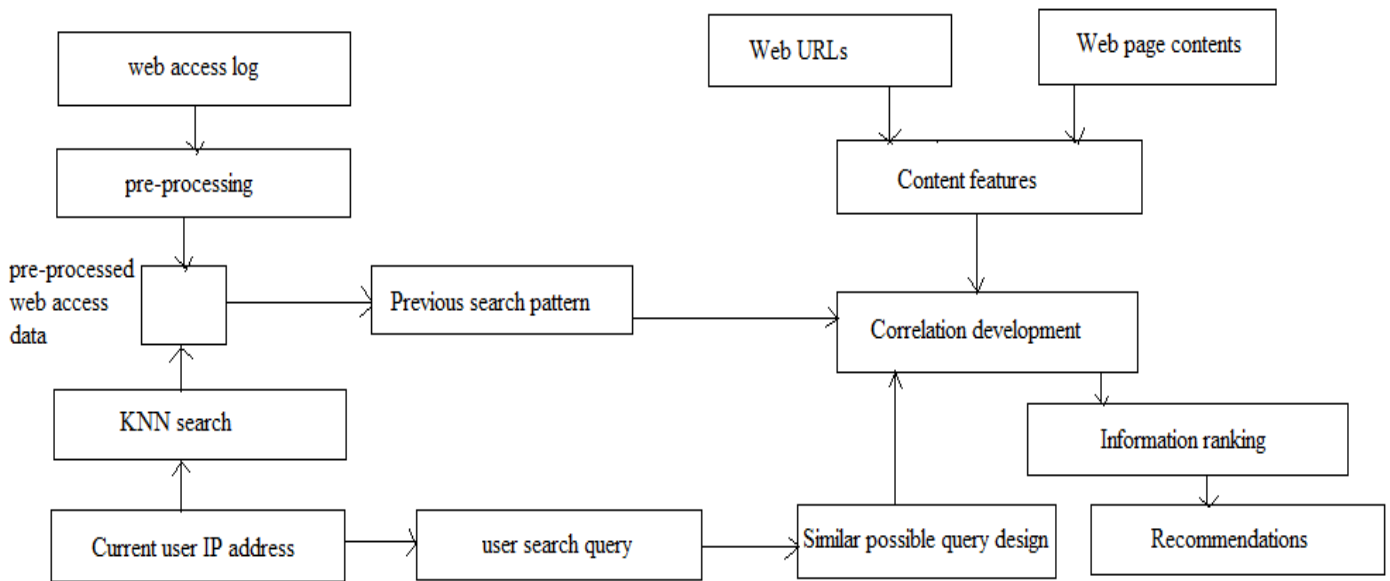 web access log
Web URLs
Web page contents
pre-processing
Content features
pre-processed
web access
data
Previous search pattern
Correlation development
KNN search
Information ranking
Current user IP address
user search query
Similar possible query design
Recommendations